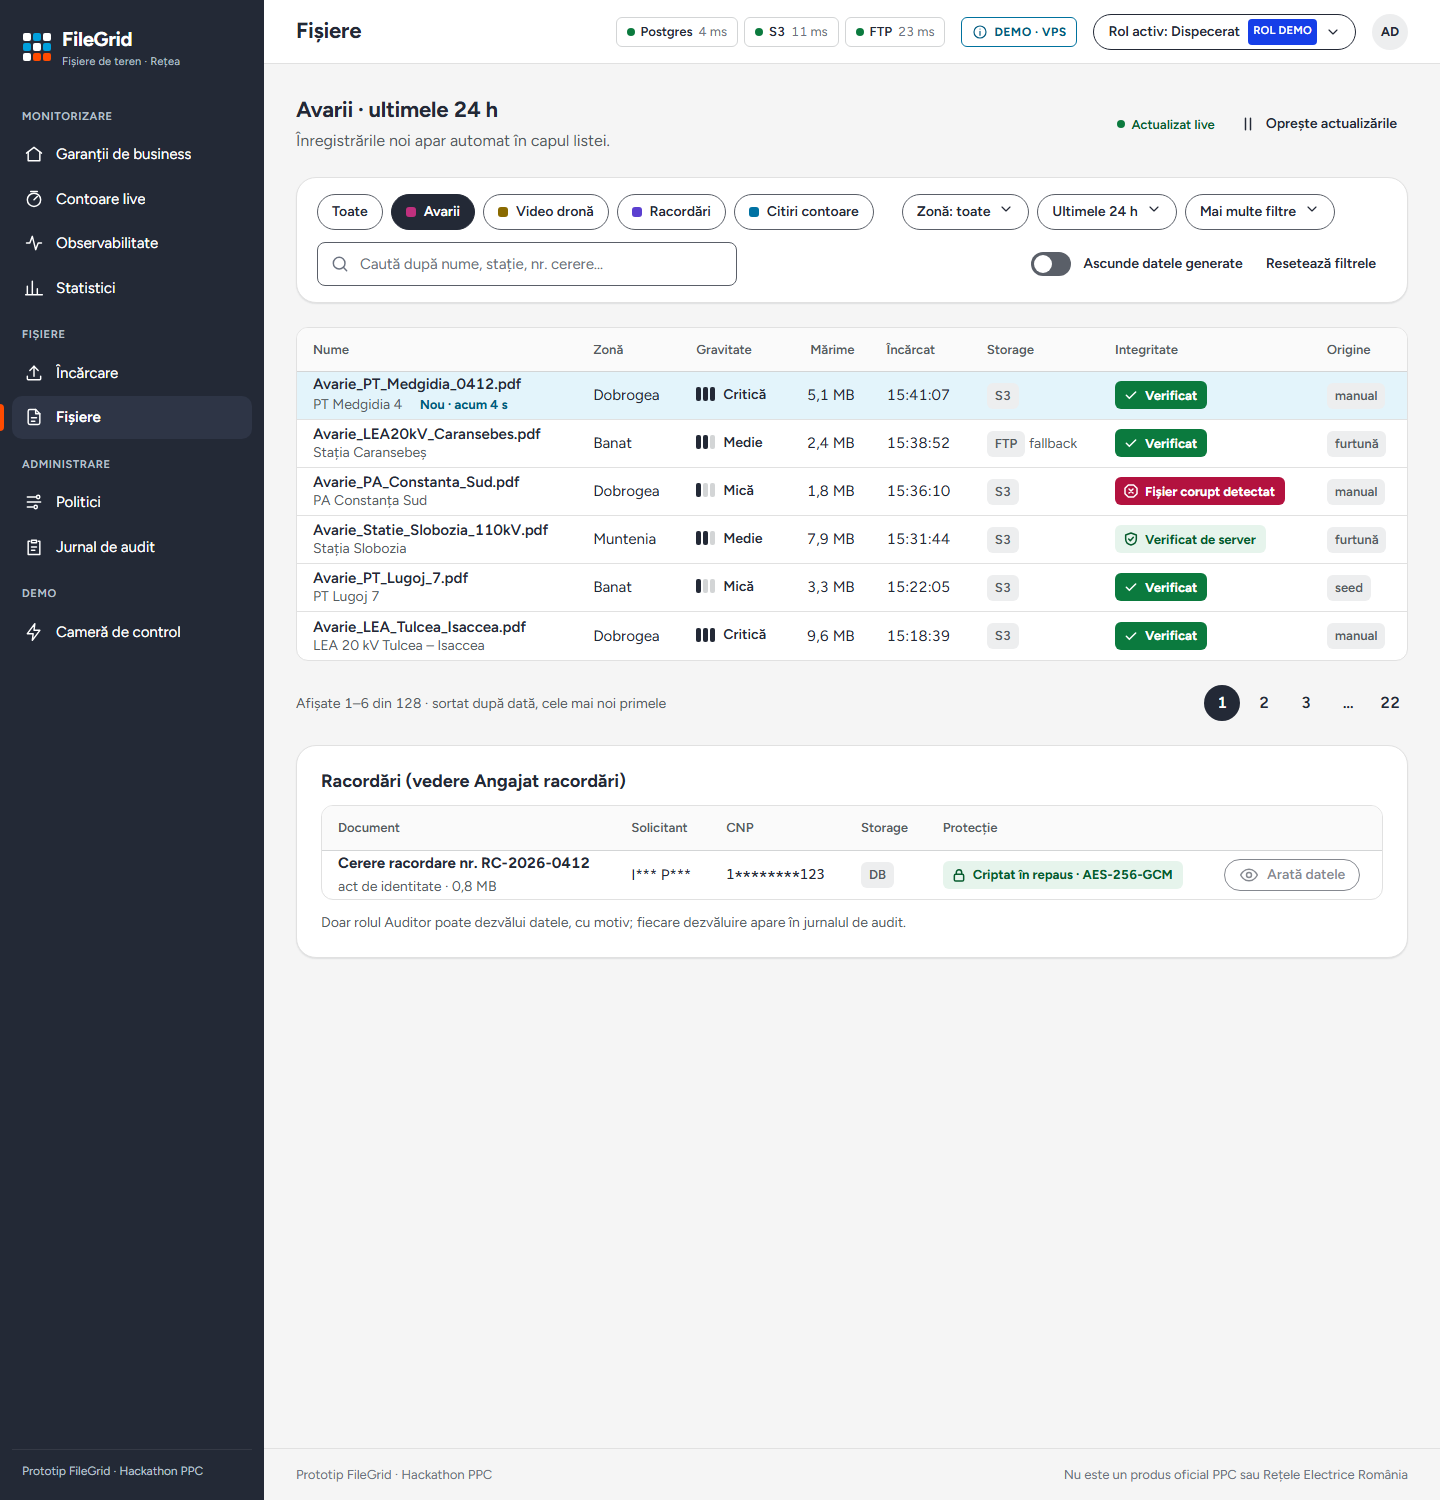 FileGrid
Fișiere de teren · Rețea
MONITORIZARE
Garanții de business
Contoare live
Observabilitate
Statistici
FIȘIERE
Încărcare
Fișiere
ADMINISTRARE
Politici
Jurnal de audit
DEMO
Cameră de control
Prototip FileGrid · Hackathon PPC
Fișiere
Postgres 4 ms
S3 11 ms
FTP 23 ms
DEMO · VPS
Rol activ: Dispecerat ROL DEMO
AD
Avarii · ultimele 24 h
Înregistrările noi apar automat în capul listei.
Actualizat live
Oprește actualizările
Toate
Avarii
Video dronă
Racordări
Citiri contoare
Zonă: toate
Ultimele 24 h
Mai multe filtre
Caută după nume, stație, nr. cerere...
Ascunde datele generate
Resetează filtrele
Nume Zonă Gravitate Mărime Încărcat Storage Integritate Origine
Avarie_PT_Medgidia_0412.pdf
PT Medgidia 4 Nou · acum 4 s
Dobrogea Critică 5,1 MB 15:41:07 S3 Verificat manual
Avarie_LEA20kV_Caransebes.pdf
Stația Caransebeș
Banat Medie 2,4 MB 15:38:52 FTP fallback Verificat furtună
Avarie_PA_Constanta_Sud.pdf
PA Constanța Sud
Dobrogea Mică 1,8 MB 15:36:10 S3 Fișier corupt detectat manual
Avarie_Statie_Slobozia_110kV.pdf
Stația Slobozia
Muntenia Medie 7,9 MB 15:31:44 S3 Verificat de server furtună
Avarie_PT_Lugoj_7.pdf
PT Lugoj 7
Banat Mică 3,3 MB 15:22:05 S3 Verificat seed
Avarie_LEA_Tulcea_Isaccea.pdf
LEA 20 kV Tulcea – Isaccea
Dobrogea Critică 9,6 MB 15:18:39 S3 Verificat manual
Afișate 1–6 din 128 · sortat după dată, cele mai noi primele
1 2 3 ... 22
Racordări (vedere Angajat racordări)
Document Solicitant CNP Storage Protecție
Cerere racordare nr. RC-2026-0412
act de identitate · 0,8 MB
I*** P*** 1********123 DB Criptat în repaus · AES-256-GCM Arată datele
Doar rolul Auditor poate dezvălui datele, cu motiv; fiecare dezvăluire apare în jurnalul de audit.
Prototip FileGrid · Hackathon PPC
Nu este un produs oficial PPC sau Rețele Electrice România